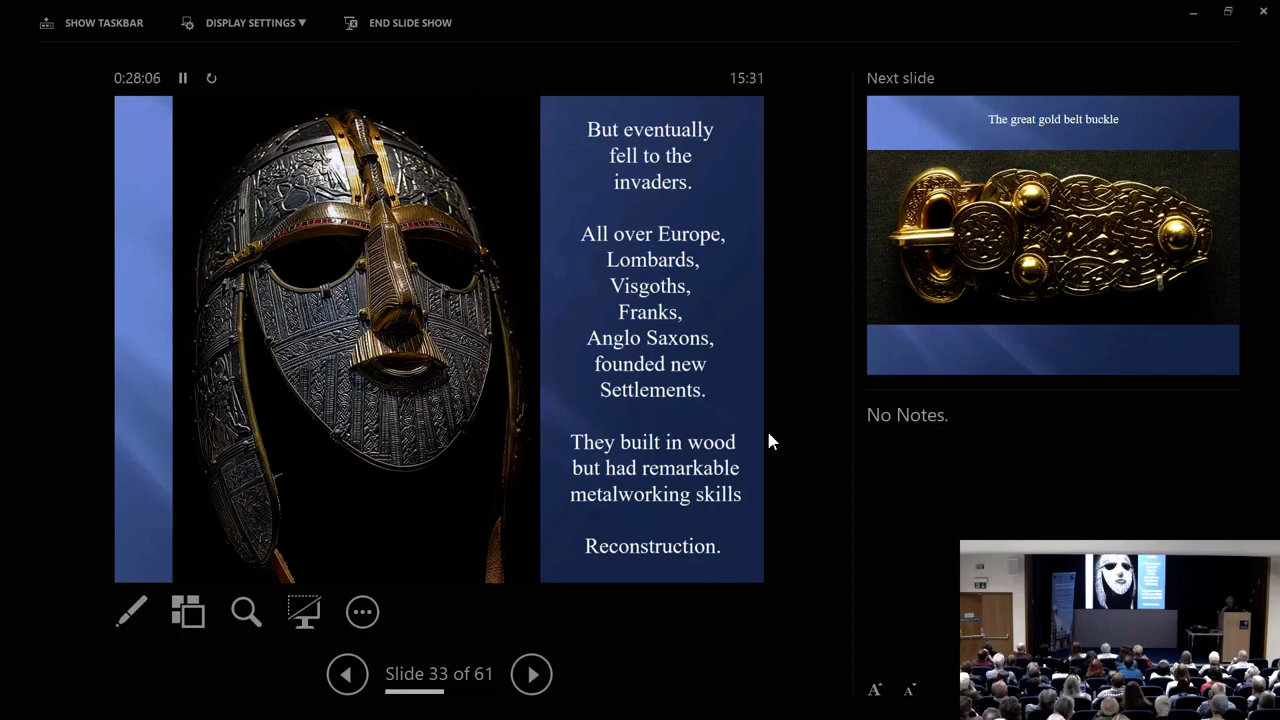 SHOW TASKBAR
DISPLAY SETTINGS ▼
END SLIDE SHOW
0:28:06
15:31
Next slide
But eventually
fell to the
invaders.
All over Europe,
Lombards,
Visgoths,
Franks,
Anglo Saxons,
founded new
Settlements.
They built in wood
but had remarkable
metalworking skills
Reconstruction.
The great gold belt buckle
No Notes.
Slide 33 of 61
A A